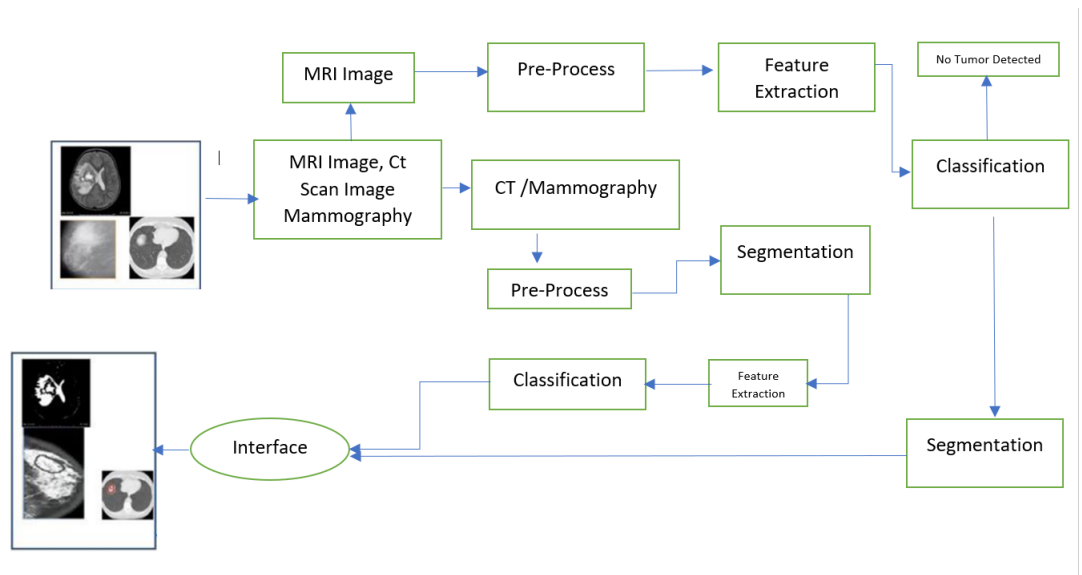 MRI Image
Pre-Process
Feature
Extraction
No Tumor Detected
MRI Image, Ct
Scan Image
Mammography
CT /Mammography
Classification
Pre-Process
Segmentation
Classification
Feature
Extraction
Interface
Segmentation